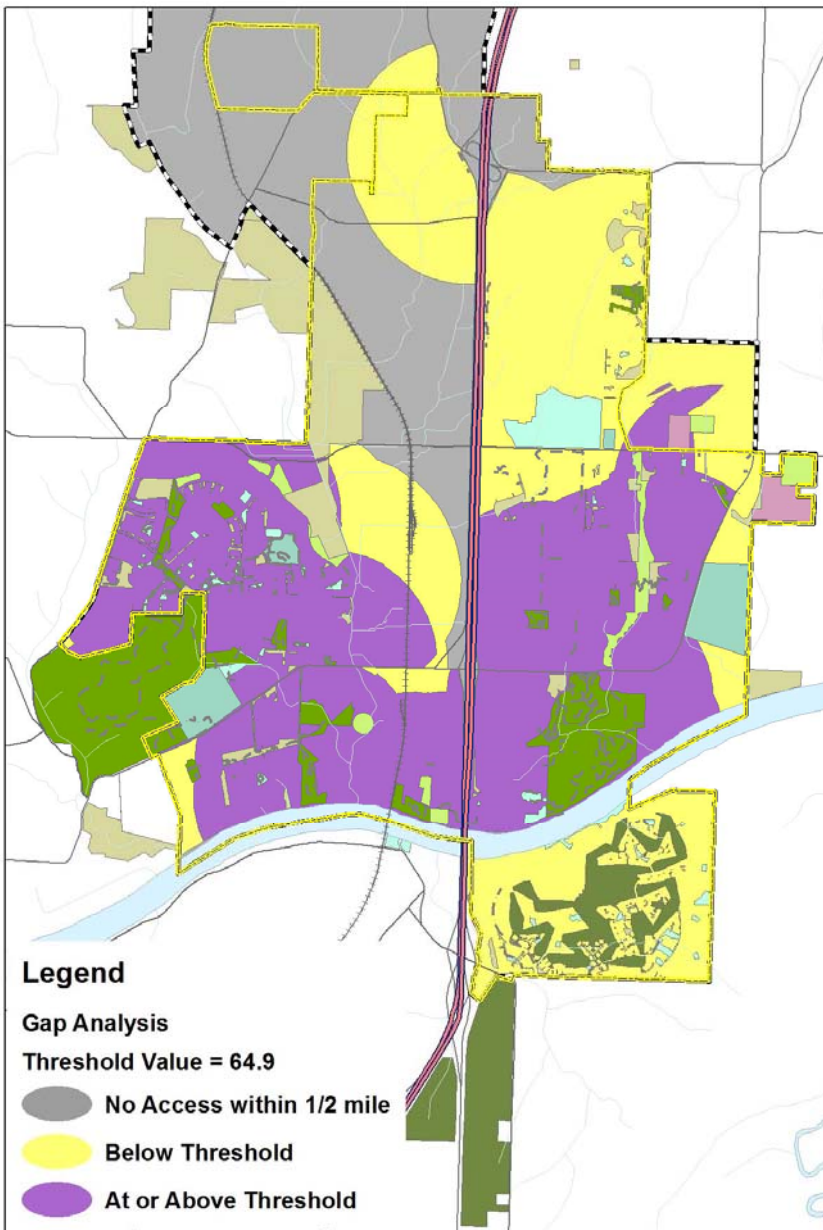 Legend
Gap Analysis
Threshold Value = 64.9
No Access within 1/2 mile
Below Threshold
At or Above Threshold